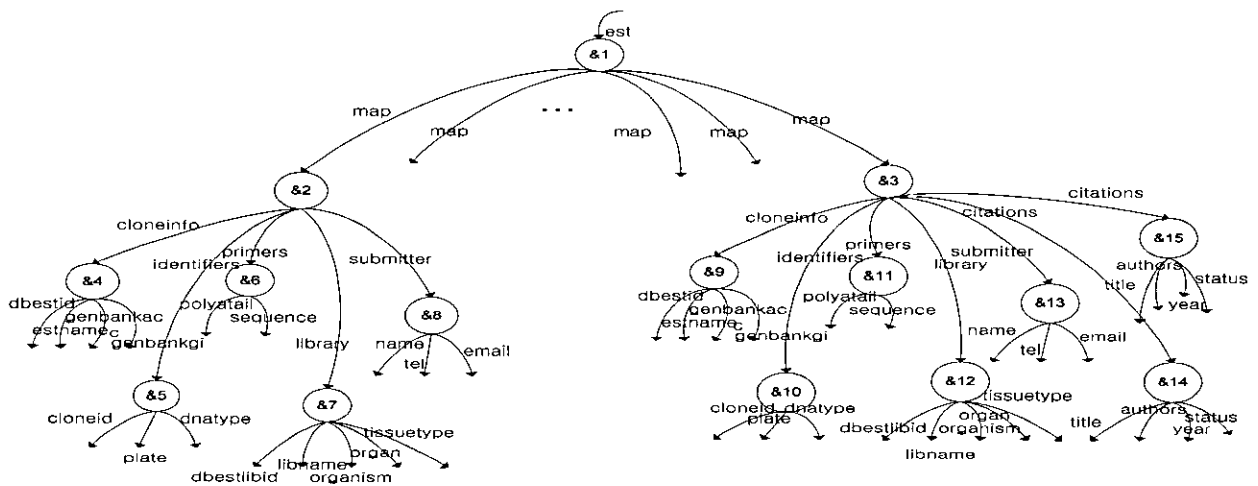 est
&1
map
map
...
map
map
map
&2
&3
cloneinfo
identifiers
primers
library
submitter
cloneinfo
identifiers
primers
library
submitter
citations
citations
&4
&6
&8
&9
&11
&13
&15
dbestid
estname
genbankac
c
genbankgi
polyatail
sequence
name
tel
email
dbestid
estname
genbankac
c
genbankgi
polyatail
sequence
name
tel
email
title
authors
year
status
&5
&7
&10
&12
&14
cloneid
plate
dnatype
dbestlibid
libname
organism
organ
tissuetype
cloneid
plate
dnatype
dbestlibid
libname
organism
organ
tissuetype
title
authors
year
status